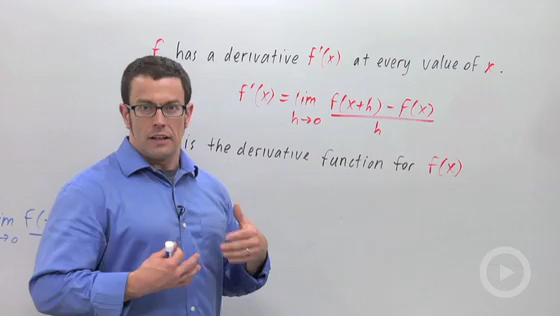 f has a derivative f'(x) at every value of x.
f'(x) = lim h→0 f(x+h) - f(x) / h
is the derivative function for f(x)